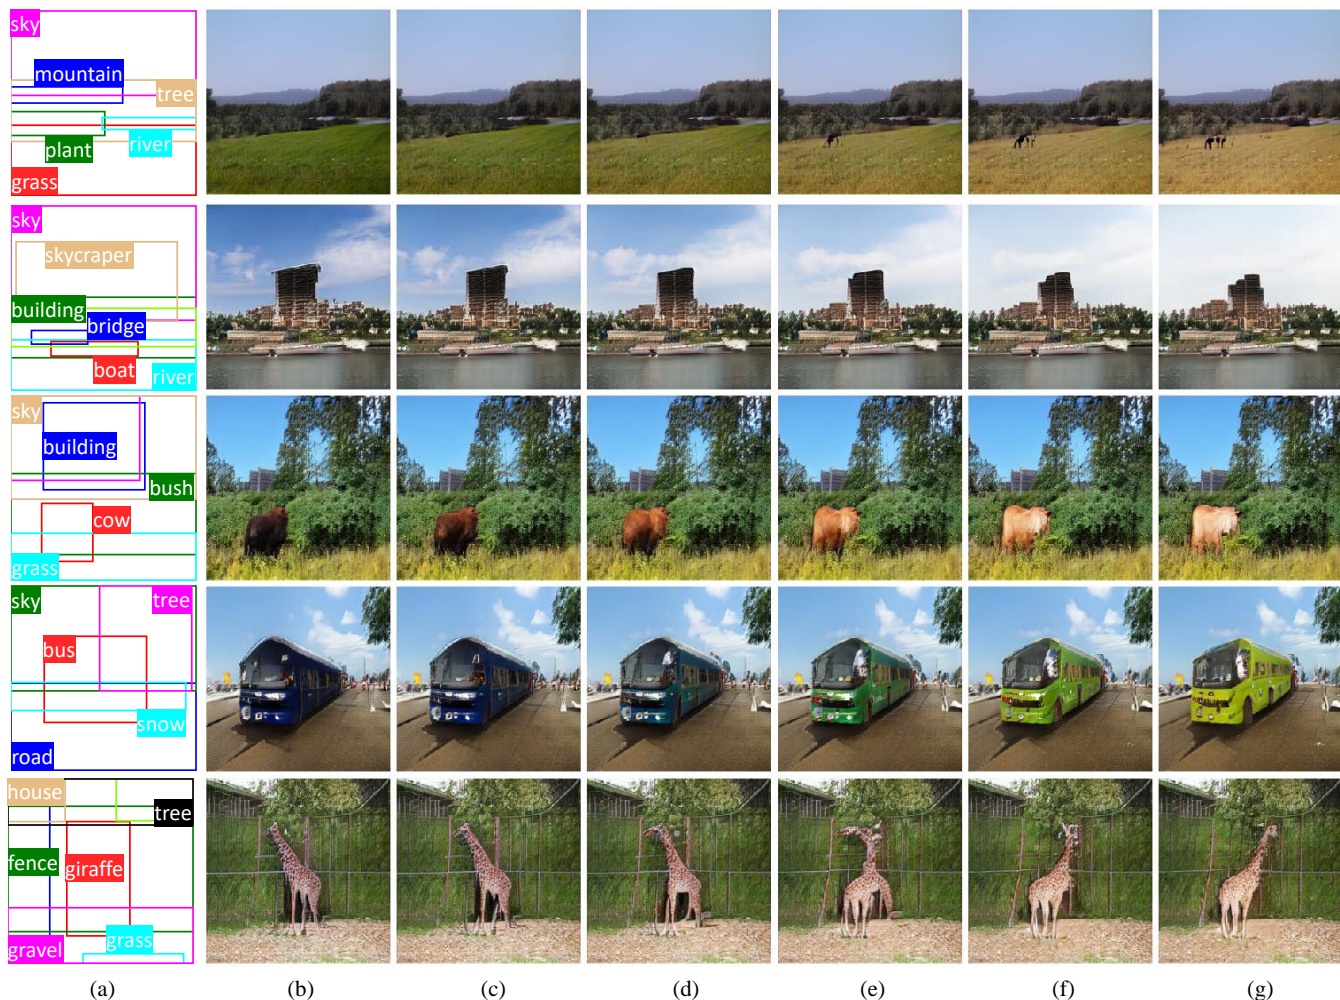 sky
mountain
tree
plant
river
grass
sky
skycraper
building
bridge
boat
river
sky
building
bush
cow
grass
sky
tree
bus
snow
road
house
tree
fence
giraffe
grass
gravel
(a) (b) (c) (d) (e) (f) (g)